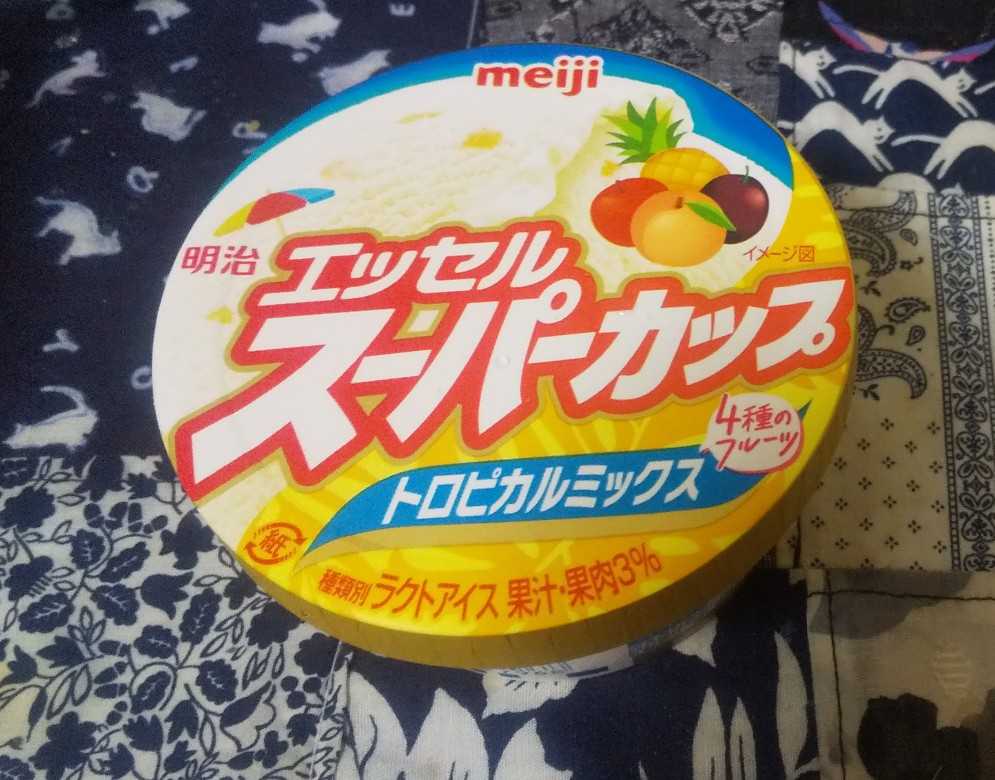 meiji
明治
エッセル
スーパーカップ
イメージ図
4種の
フルーツ
トロピカルミックス
紙
種類別 ラクトアイス 果汁・果肉3%